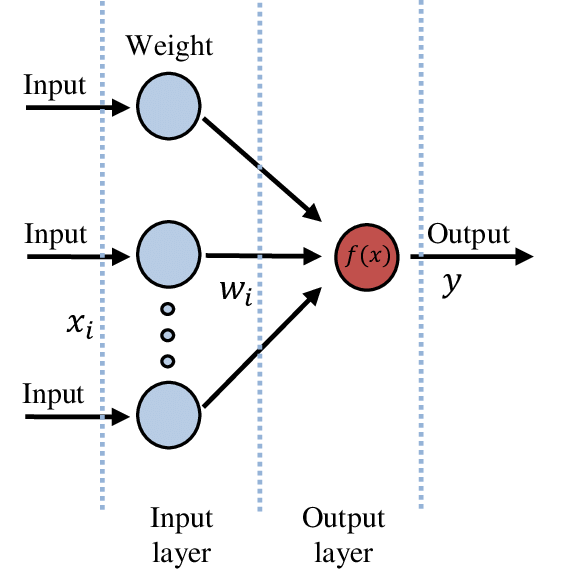 Weight
Input
Input
f(x)
Output
w_i
y
x_i
Input
Input
layer
Output
layer